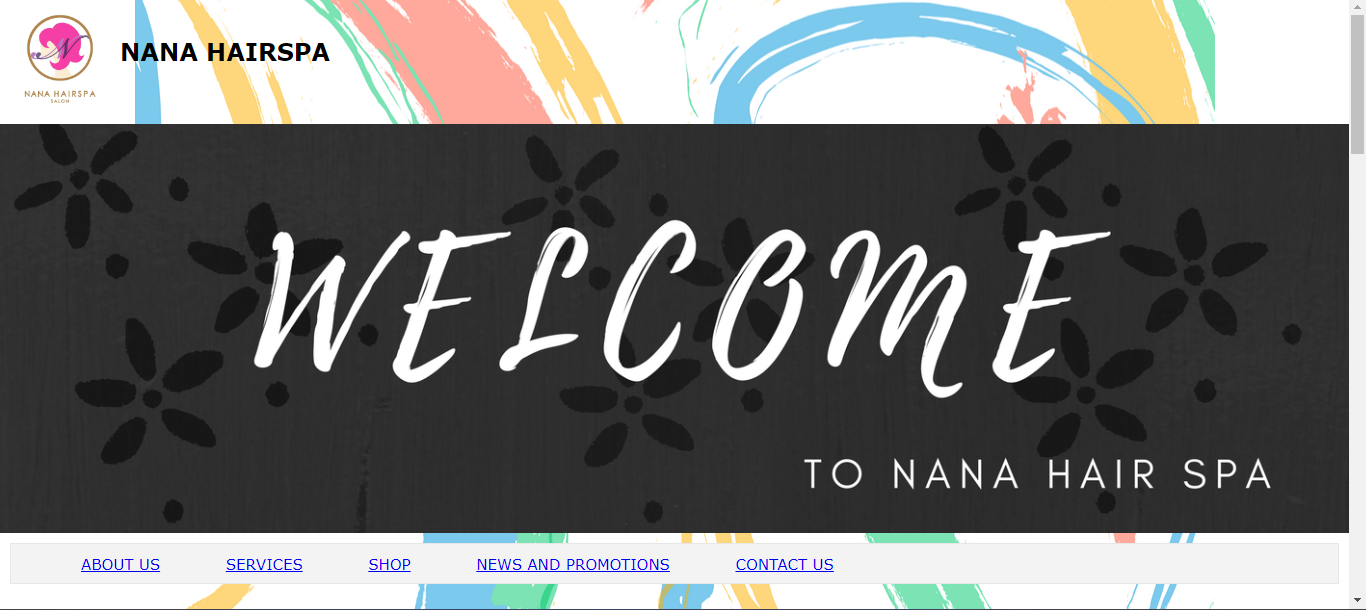 NANA HAIRSPA
NANA HAIRSPA
SALON
WELCOME
TO NANA HAIR SPA
ABOUT US SERVICES SHOP NEWS AND PROMOTIONS CONTACT US